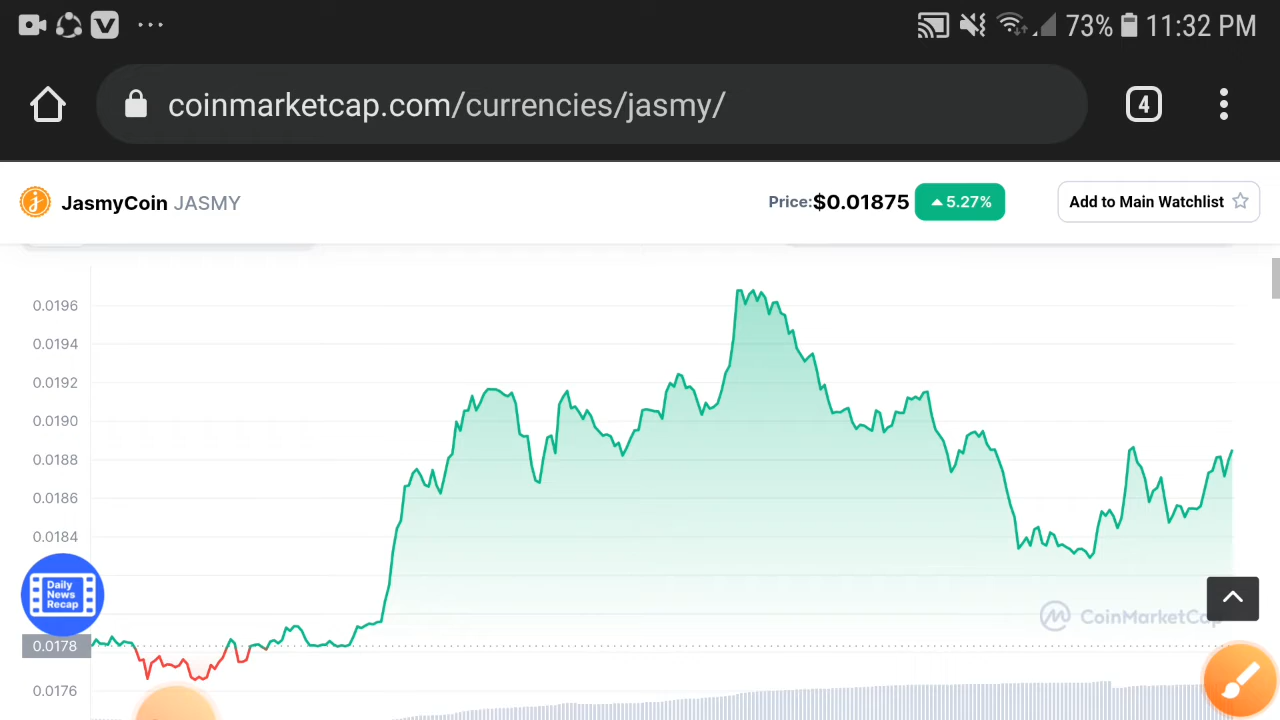 73% 11:32 PM
coinmarketcap.com/currencies/jasmy/
4
JasmyCoin JASMY
Price:$0.01875 5.27%
Add to Main Watchlist
0.0196
0.0194
0.0192
0.0190
0.0188
0.0186
0.0184
Daily
News
Recap
CoinMarketCap
0.0178
0.0176